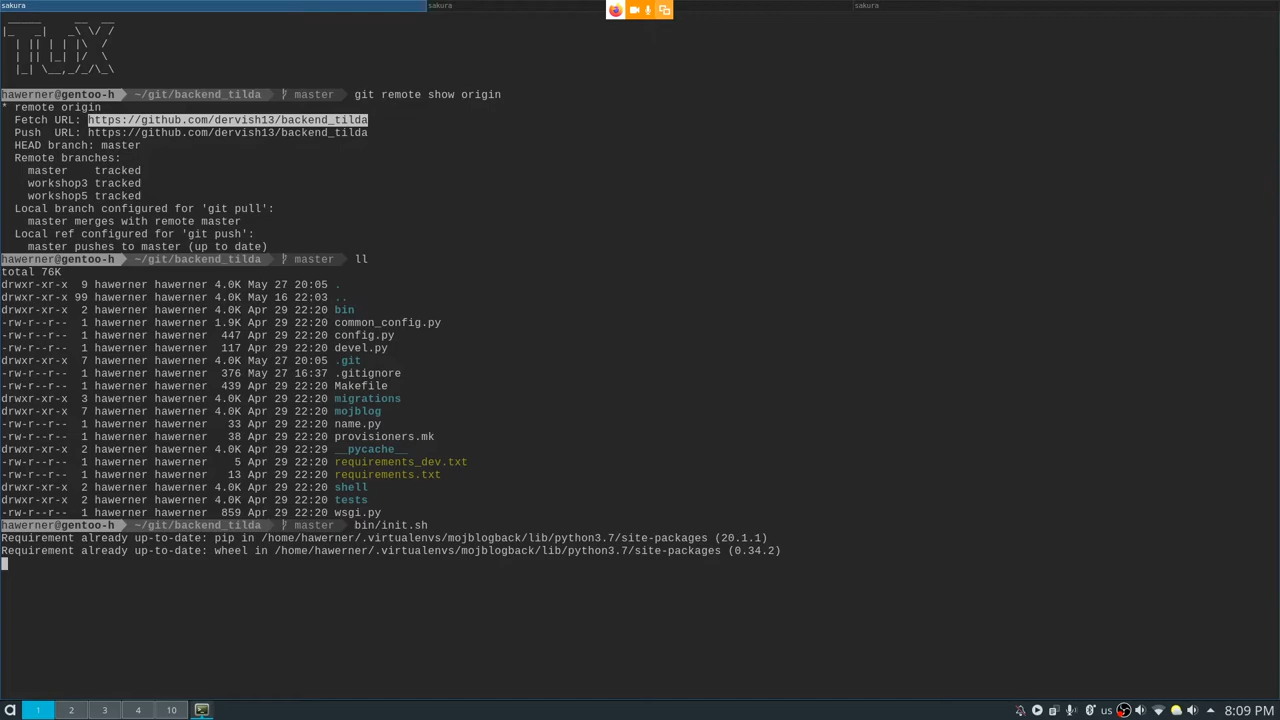 sakura
sakura
sakura
 _____      __  __
|_   _|   _\ \/ /
  | || | | |\  /
  | || |_| |/  \
  |_| \__,_/_/\_\
hawerner@gentoo-h  ~/git/backend_tilda  master  git remote show origin
* remote origin
  Fetch URL: https://github.com/dervish13/backend_tilda
  Push  URL: https://github.com/dervish13/backend_tilda
  HEAD branch: master
  Remote branches:
    master    tracked
    workshop3 tracked
    workshop5 tracked
  Local branch configured for 'git pull':
    master merges with remote master
  Local ref configured for 'git push':
    master pushes to master (up to date)
hawerner@gentoo-h  ~/git/backend_tilda  master  ll
total 76K
drwxr-xr-x  9 hawerner hawerner 4.0K May 27 20:05 .
drwxr-xr-x 99 hawerner hawerner 4.0K May 16 22:03 ..
drwxr-xr-x  2 hawerner hawerner 4.0K Apr 29 22:20 bin
-rw-r--r--  1 hawerner hawerner 1.9K Apr 29 22:20 common_config.py
-rw-r--r--  1 hawerner hawerner  447 Apr 29 22:20 config.py
-rw-r--r--  1 hawerner hawerner  117 Apr 29 22:20 devel.py
drwxr-xr-x  7 hawerner hawerner 4.0K May 27 20:05 .git
-rw-r--r--  1 hawerner hawerner  376 May 27 16:37 .gitignore
-rw-r--r--  1 hawerner hawerner  439 Apr 29 22:20 Makefile
drwxr-xr-x  3 hawerner hawerner 4.0K Apr 29 22:20 migrations
drwxr-xr-x  7 hawerner hawerner 4.0K Apr 29 22:20 mojblog
-rw-r--r--  1 hawerner hawerner   33 Apr 29 22:20 name.py
-rw-r--r--  1 hawerner hawerner   38 Apr 29 22:20 provisioners.mk
drwxr-xr-x  2 hawerner hawerner 4.0K Apr 29 22:29 __pycache__
-rw-r--r--  1 hawerner hawerner    5 Apr 29 22:20 requirements_dev.txt
-rw-r--r--  1 hawerner hawerner   13 Apr 29 22:20 requirements.txt
drwxr-xr-x  2 hawerner hawerner 4.0K Apr 29 22:20 shell
drwxr-xr-x  2 hawerner hawerner 4.0K Apr 29 22:20 tests
-rw-r--r--  1 hawerner hawerner  859 Apr 29 22:20 wsgi.py
hawerner@gentoo-h  ~/git/backend_tilda  master  bin/init.sh
Requirement already up-to-date: pip in /home/hawerner/.virtualenvs/mojblogback/lib/python3.7/site-packages (20.1.1)
Requirement already up-to-date: wheel in /home/hawerner/.virtualenvs/mojblogback/lib/python3.7/site-packages (0.34.2)
1 2 3 4 10 us 8:09 PM